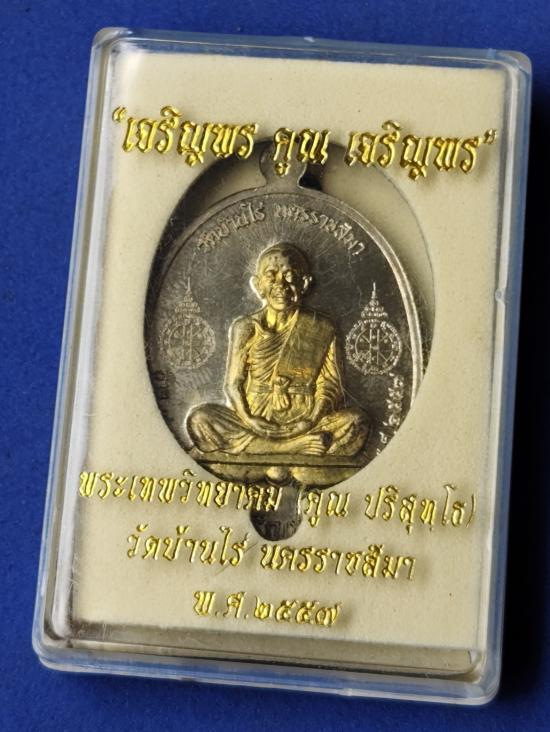 "เจริญพร คูณ เจริญพร"
วัดบ้านไร่ นครราชสีมา
พระเทพวิทยาคม (คูณ ปริสุทฺโธ)
วัดบ้านไร่ นครราชสีมา
พ.ศ.๒๕๕๗